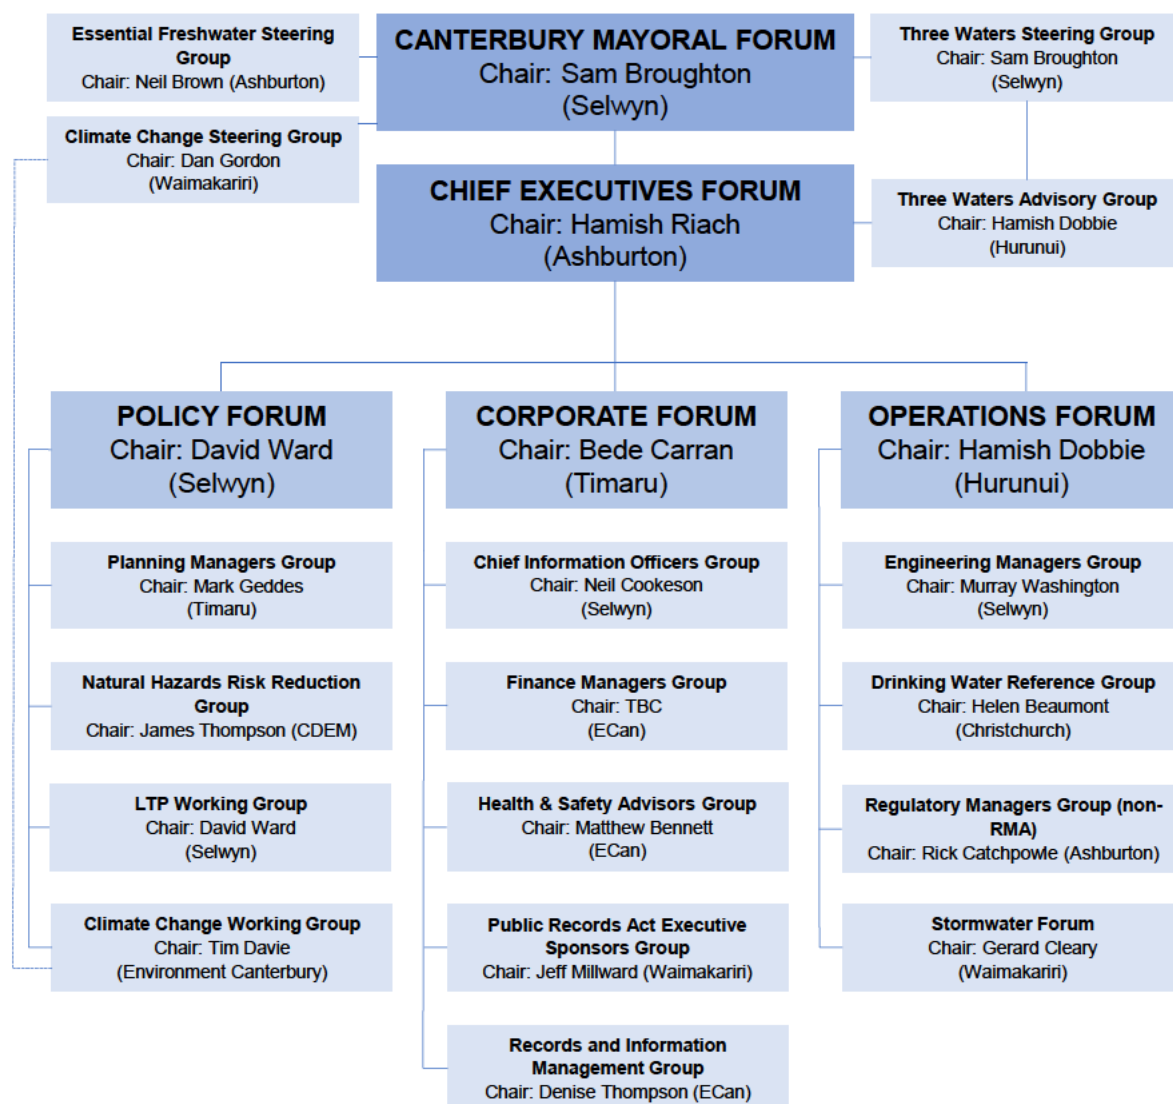 Essential Freshwater Steering
Group
Chair: Neil Brown (Ashburton)
CANTERBURY MAYORAL FORUM
Chair: Sam Broughton
(Selwyn)
Three Waters Steering Group
Chair: Sam Broughton
(Selwyn)
Climate Change Steering Group
Chair: Dan Gordon
(Waimakariri)
CHIEF EXECUTIVES FORUM
Chair: Hamish Riach
(Ashburton)
Three Waters Advisory Group
Chair: Hamish Dobbie
(Hurunui)
POLICY FORUM
Chair: David Ward
(Selwyn)
CORPORATE FORUM
Chair: Bede Carran
(Timaru)
OPERATIONS FORUM
Chair: Hamish Dobbie
(Hurunui)
Planning Managers Group
Chair: Mark Geddes
(Timaru)
Chief Information Officers Group
Chair: Neil Cookeson
(Selwyn)
Engineering Managers Group
Chair: Murray Washington
(Selwyn)
Natural Hazards Risk Reduction
Group
Chair: James Thompson (CDEM)
Finance Managers Group
Chair: TBC
(ECan)
Drinking Water Reference Group
Chair: Helen Beaumont
(Christchurch)
LTP Working Group
Chair: David Ward
(Selwyn)
Health & Safety Advisors Group
Chair: Matthew Bennett
(ECan)
Regulatory Managers Group (non-
RMA)
Chair: Rick Catchpowle (Ashburton)
Climate Change Working Group
Chair: Tim Davie
(Environment Canterbury)
Public Records Act Executive
Sponsors Group
Chair: Jeff Millward (Waimakariri)
Stormwater Forum
Chair: Gerard Cleary
(Waimakariri)
Records and Information
Management Group
Chair: Denise Thompson (ECan)